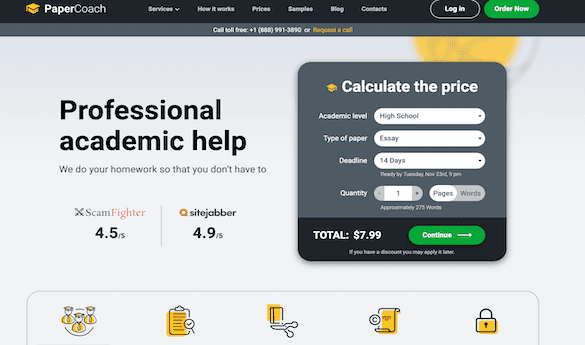 PaperCoach
Services How it works Prices Samples Blog Contacts
Log in
Order Now
Call toll free: +1 (888) 991-3890 or Request a call
Professional
academic help
We do your homework so that you don't have to
ScamFighter
4.5/5
sitejabber
4.9/5
Calculate the price
Academic level High School
Type of paper Essay
Deadline 14 Days
Ready by Tuesday, Nov 23rd, 9 pm
Quantity - 1 + Pages Words
Approximately 275 Words
TOTAL: $7.99 Continue
If you have a discount you may apply it later.